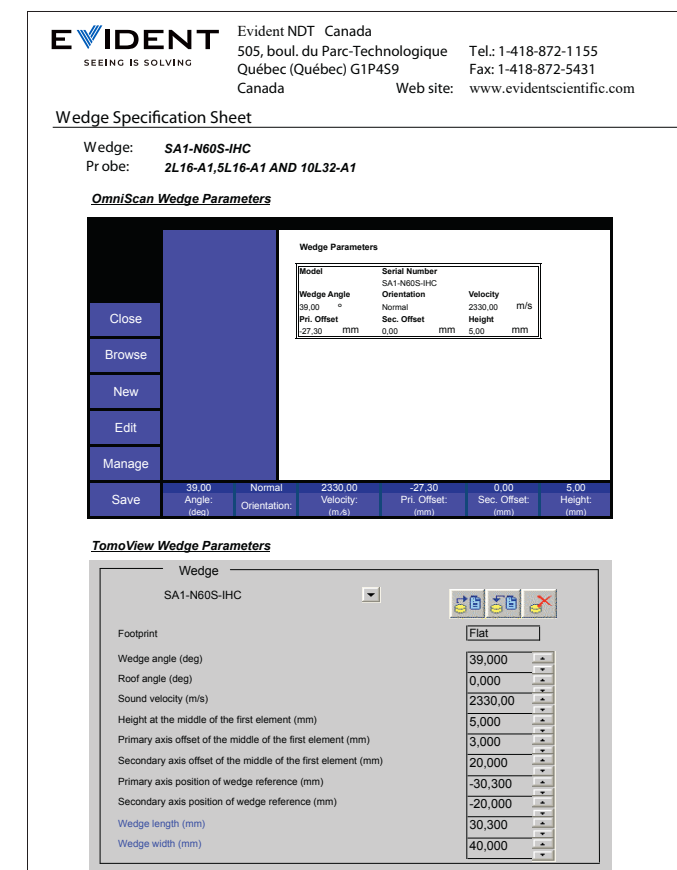 EVIDENT
SEEING IS SOLVING
Evident NDT Canada
505, boul. du Parc-Technologique Tel.: 1-418-872-1155
Québec (Québec) G1P4S9 Fax: 1-418-872-5431
Canada Web site: www.evidentscientific.com
Wedge Specification Sheet
Wedge: SA1-N60S-IHC
Pr obe: 2L16-A1,5L16-A1 AND 10L32-A1
OmniScan Wedge Parameters
Wedge Parameters
Model Serial Number
SA1-N60S-IHC
Wedge Angle Orientation Velocity
39,00 º Normal 2330,00 m/s
Pri. Offset Sec. Offset Height
-27,30 mm 0,00 mm 5,00 mm
Close
Browse
New
Edit
Manage
Save
39,00 Normal 2330,00 -27,30 0,00 5,00
Angle: Orientation: Velocity: Pri. Offset: Sec. Offset: Height:
(deg) (m/s) (mm) (mm) (mm)
TomoView Wedge Parameters
Wedge
SA1-N60S-IHC
Footprint Flat
Wedge angle (deg) 39,000
Roof angle (deg) 0,000
Sound velocity (m/s) 2330,00
Height at the middle of the first element (mm) 5,000
Primary axis offset of the middle of the first element (mm) 3,000
Secondary axis offset of the middle of the first element (mm) 20,000
Primary axis position of wedge reference (mm) -30,300
Secondary axis position of wedge reference (mm) -20,000
Wedge length (mm) 30,300
Wedge width (mm) 40,000